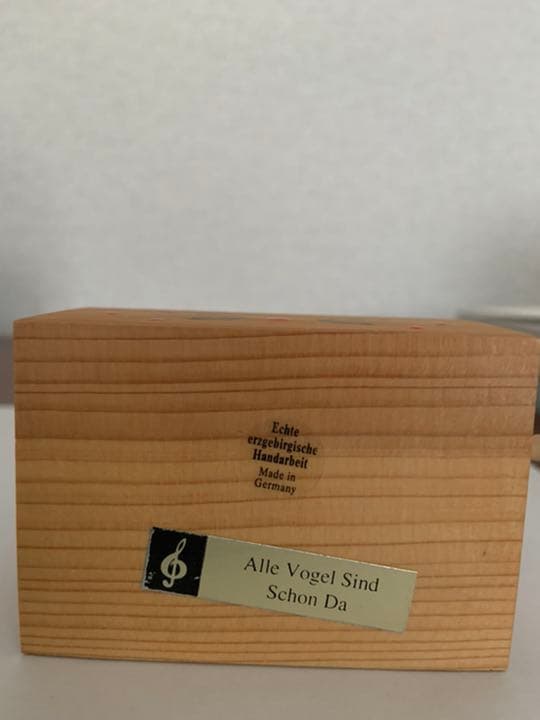 Echte
erzgebirgische
Handarbeit
Made in
Germany
Alle Vogel Sind
Schon Da